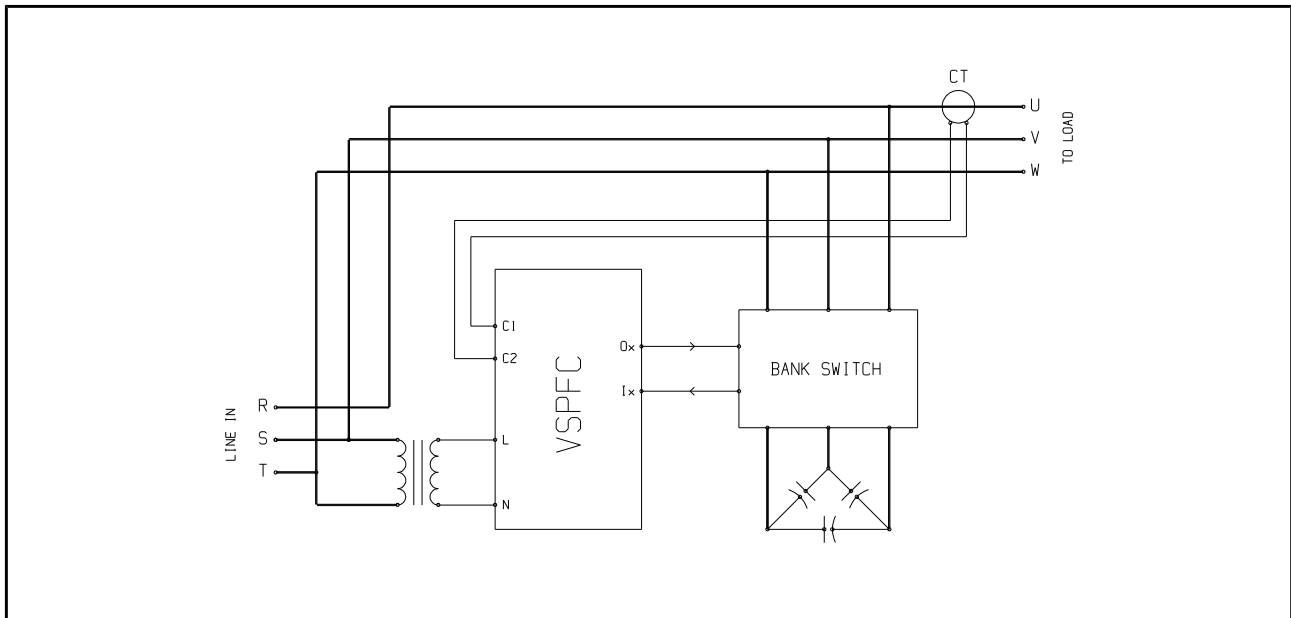 CT
U
V
W
TO LOAD
C1
C2
VSPFC
Ox
Ix
BANK SWITCH
LINE IN
R
S
T
L
N